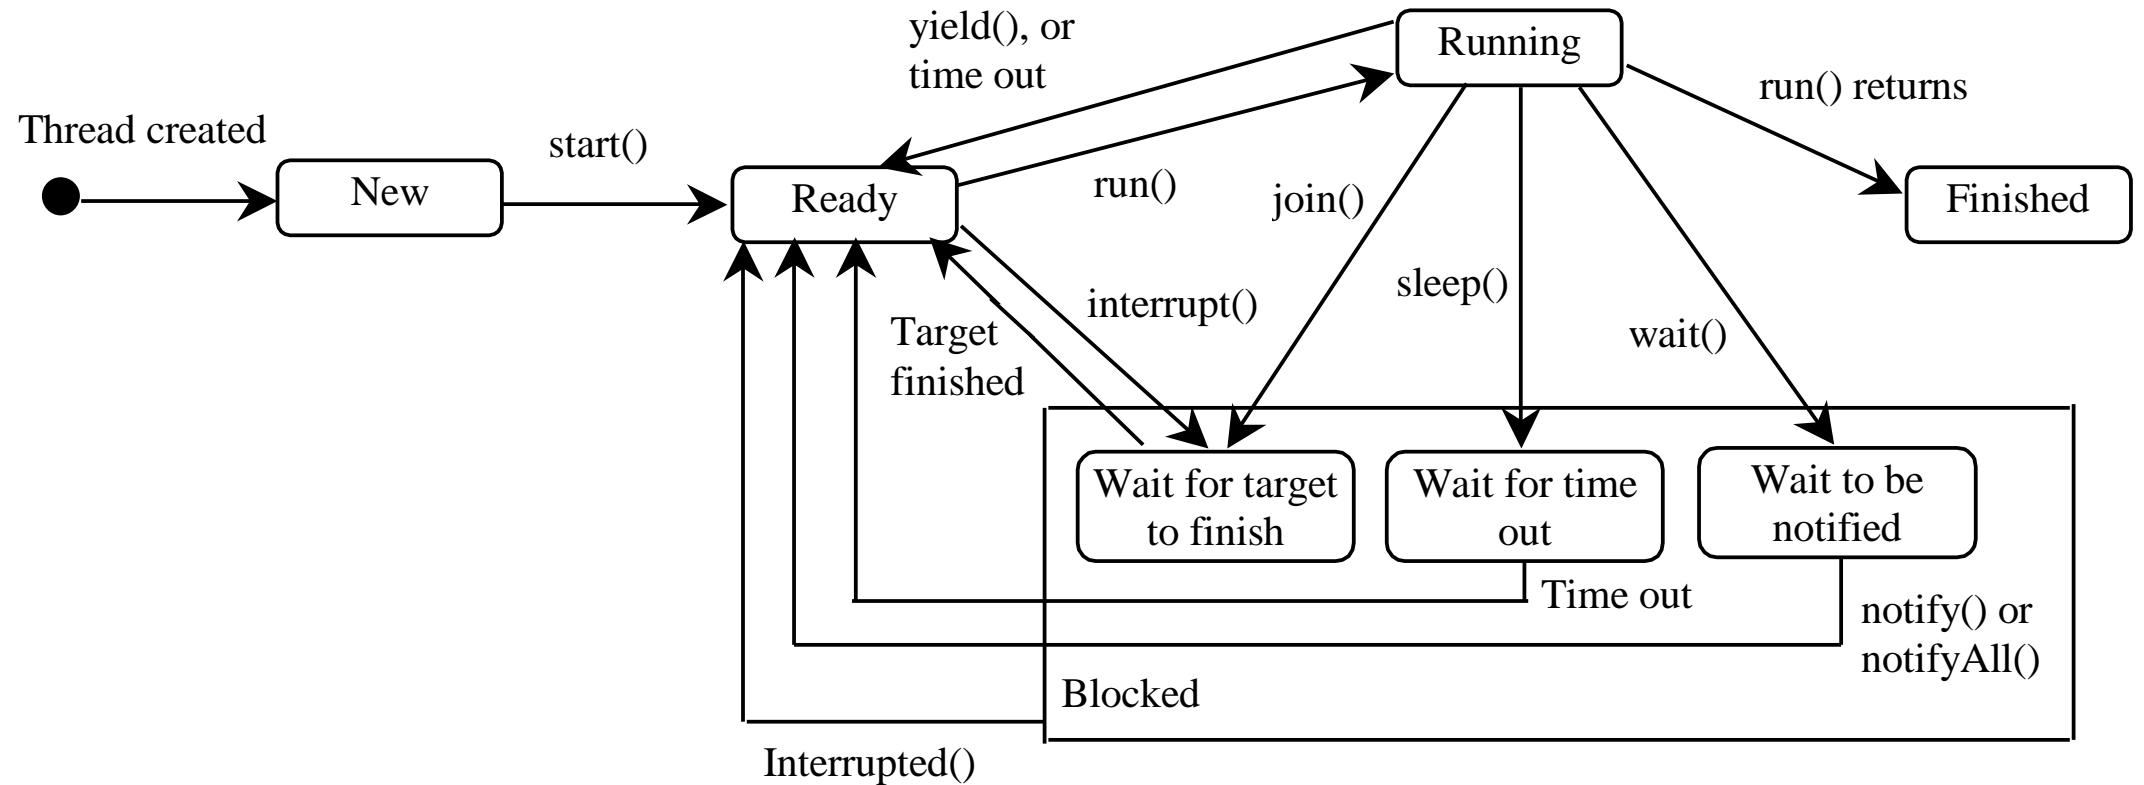 yield(), or
time out
Running
run() returns
Thread created
start()
New
Ready
run()
join()
Finished
sleep()
interrupt()
Target
finished
wait()
Wait for target
to finish
Wait for time
out
Wait to be
notified
Time out
notify() or
notifyAll()
Blocked
Interrupted()